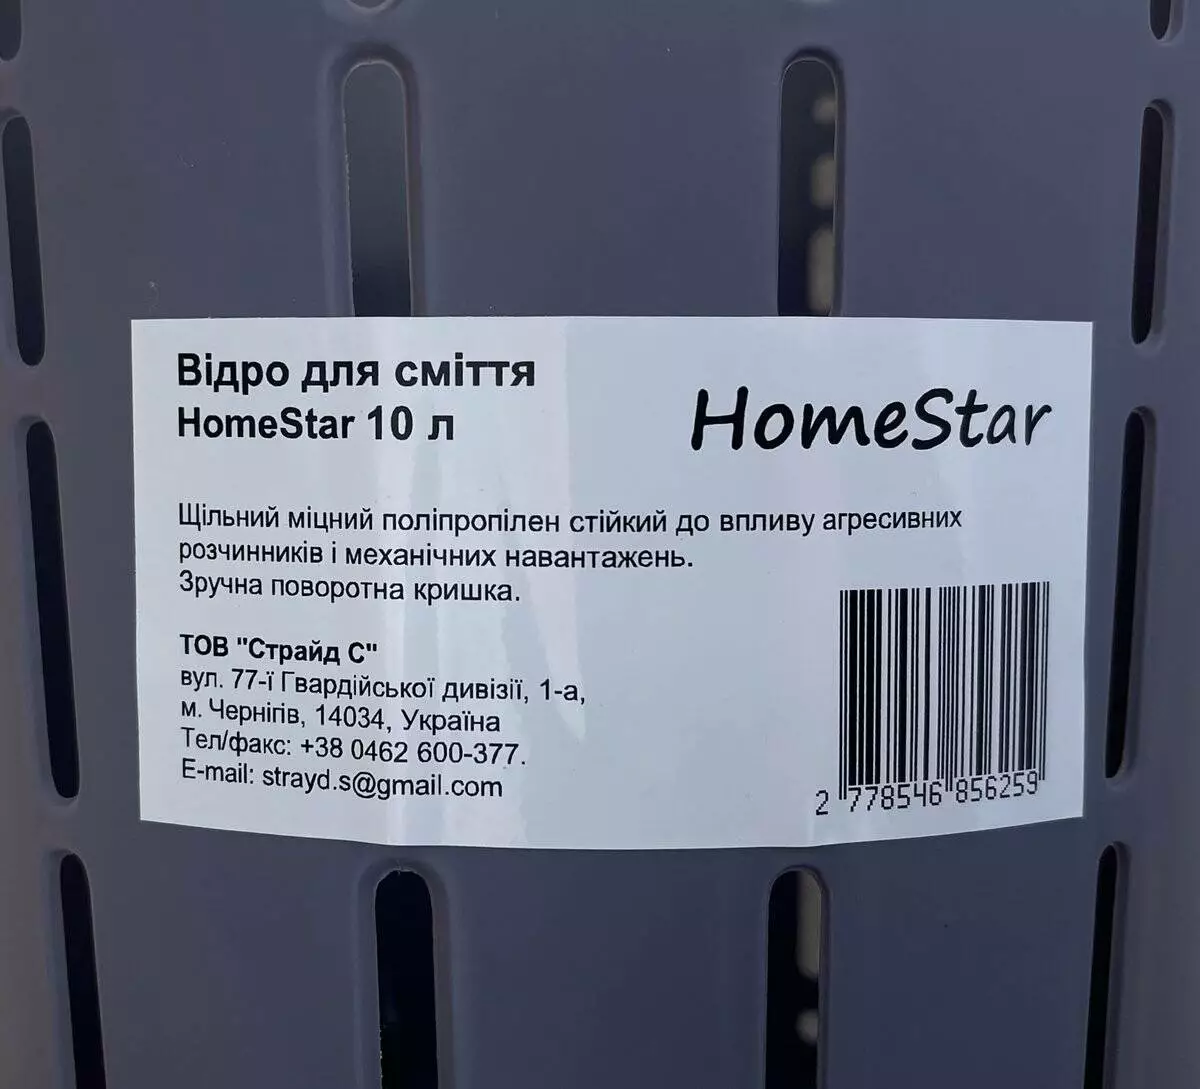 Відро для сміття
HomeStar 10 л
HomeStar
Щільний міцний поліпропілен стійкий до впливу агресивних
розчинників і механічних навантажень.
Зручна поворотна кришка.
ТОВ "Страйд С"
вул. 77-ї Гвардійської дивізії, 1-а,
м. Чернігів, 14034, Україна
Тел/факс: +38 0462 600-377.
E-mail: strayd.s@gmail.com
2 778546 856259